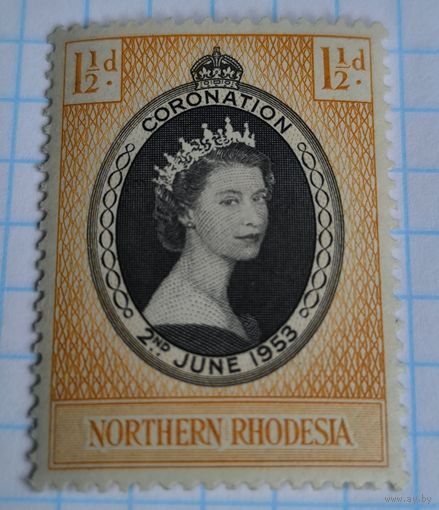 1½d. 1½d.
CORONATION
2ND JUNE 1953
NORTHERN RHODESIA
www.ay.by